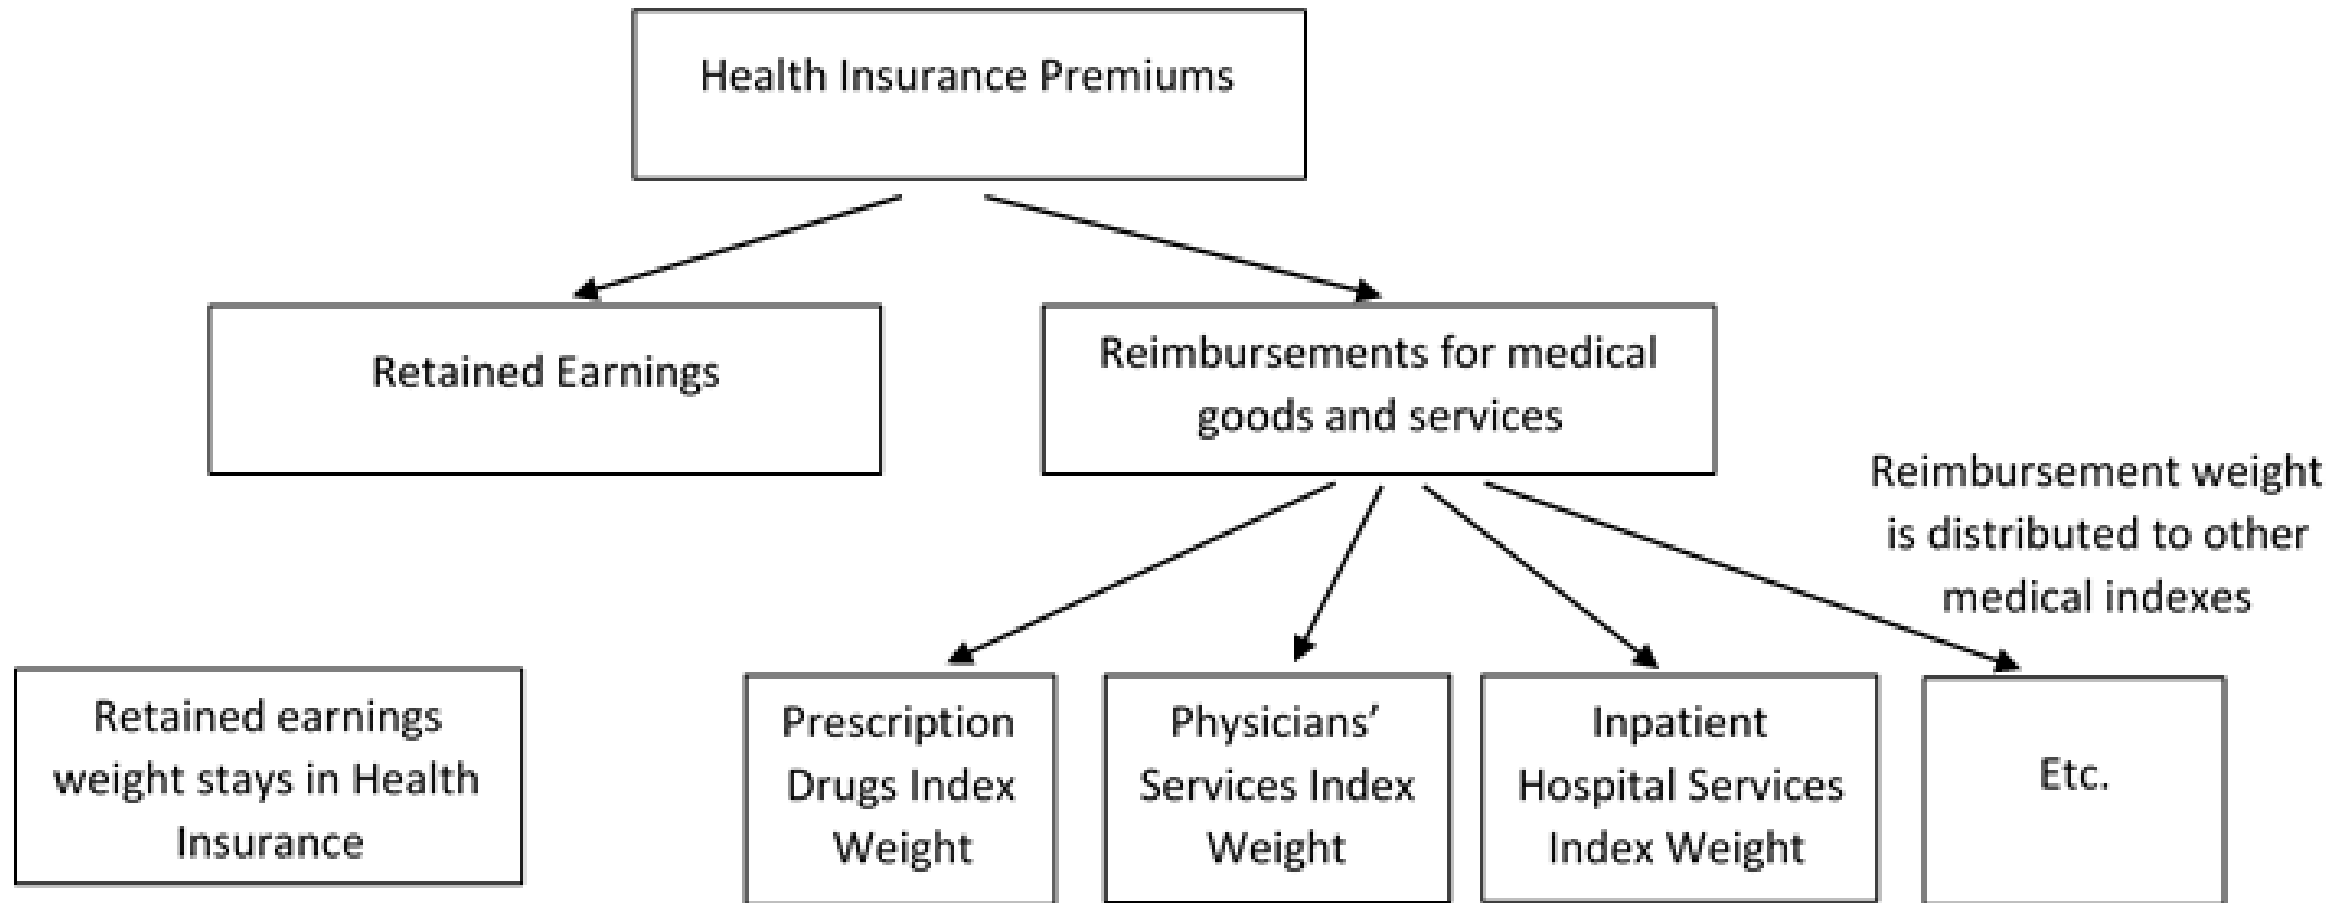 Health Insurance Premiums
Retained Earnings
Reimbursements for medical
goods and services
Reimbursement weight
is distributed to other
medical indexes
Retained earnings
weight stays in Health
Insurance
Prescription
Drugs Index
Weight
Physicians’
Services Index
Weight
Inpatient
Hospital Services
Index Weight
Etc.